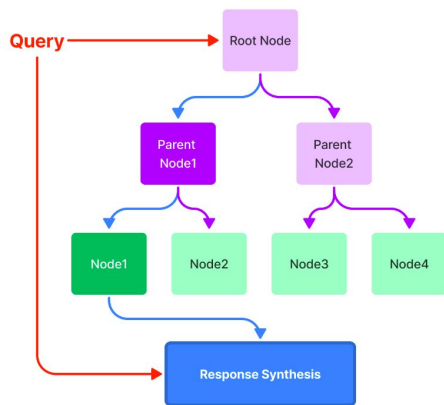 Query
Root Node
Parent
Node1
Parent
Node2
Node1
Node2
Node3
Node4
Response Synthesis